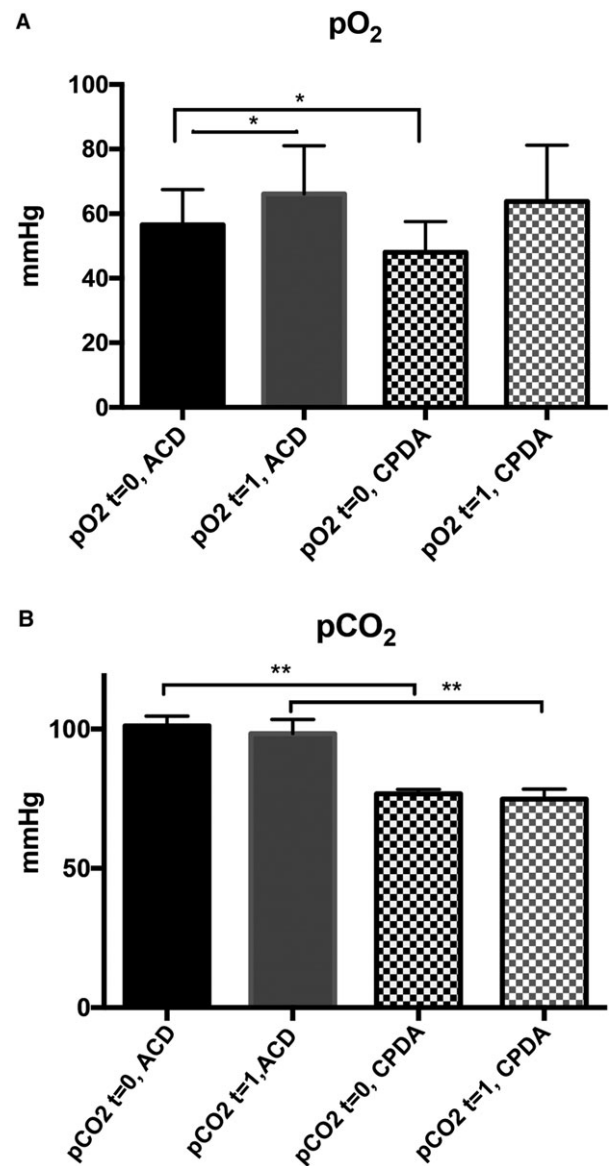 A
pO₂
100
80
60
40
20
0
mmHg
*
*
pO2 t=0, ACD
pO2 t=1, ACD
pO2 t=0, CPDA
pO2 t=1, CPDA
B
pCO₂
100
50
0
mmHg
**
**
pCO2 t=0, ACD
pCO2 t=1,ACD
pCO2 t=0, CPDA
pCO2 t=1, CPDA